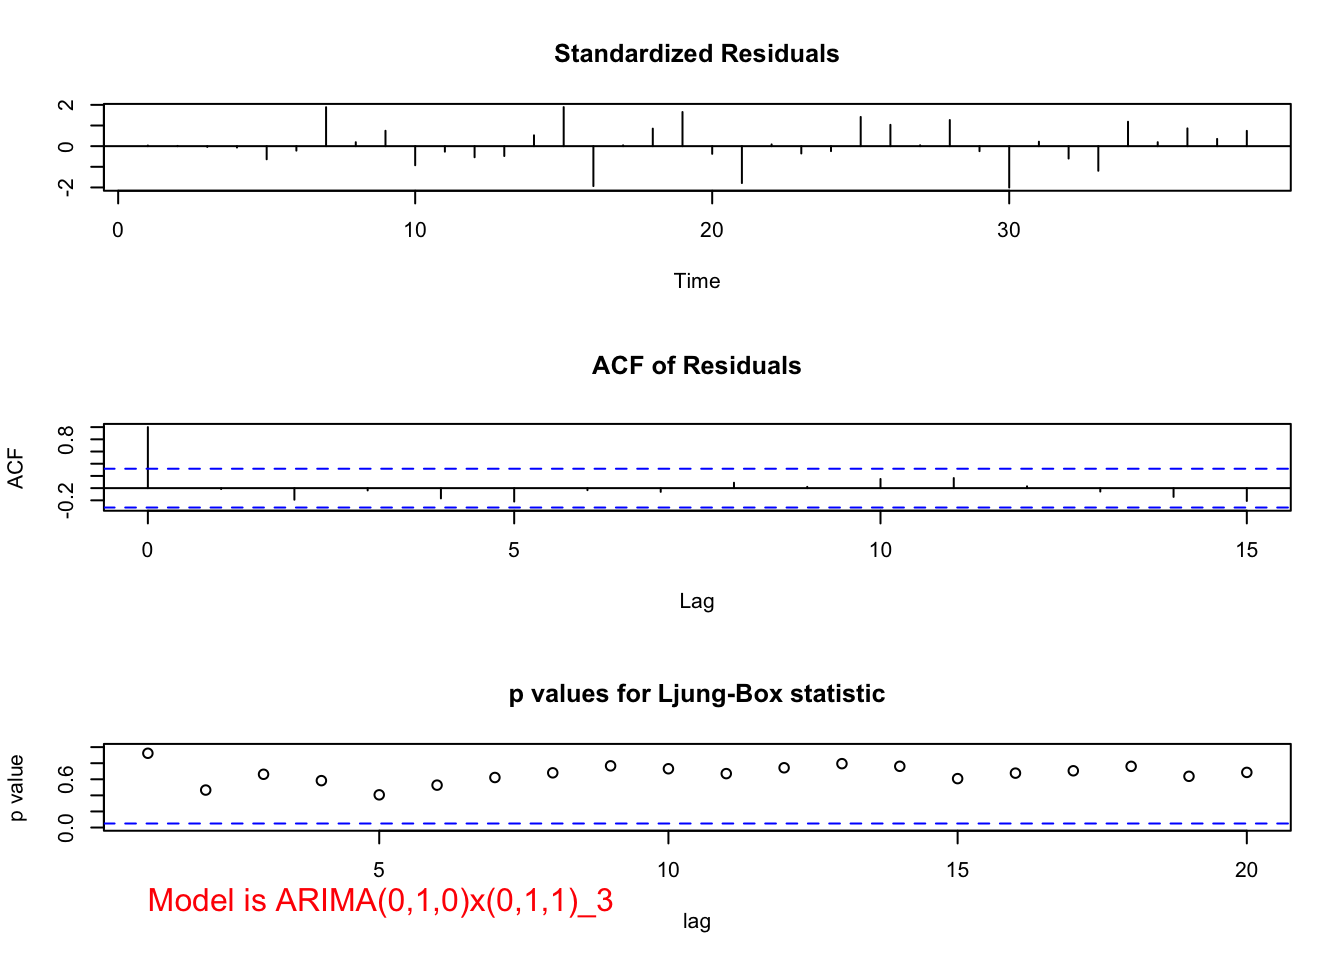 Standardized Residuals
2
0
-2
0 10 20 30
Time
ACF of Residuals
ACF
0.8
-0.2
0 5 10 15
Lag
p values for Ljung-Box statistic
p value
0.6
0.0
5 10 15 20
Model is ARIMA(0,1,0)x(0,1,1)_3
lag